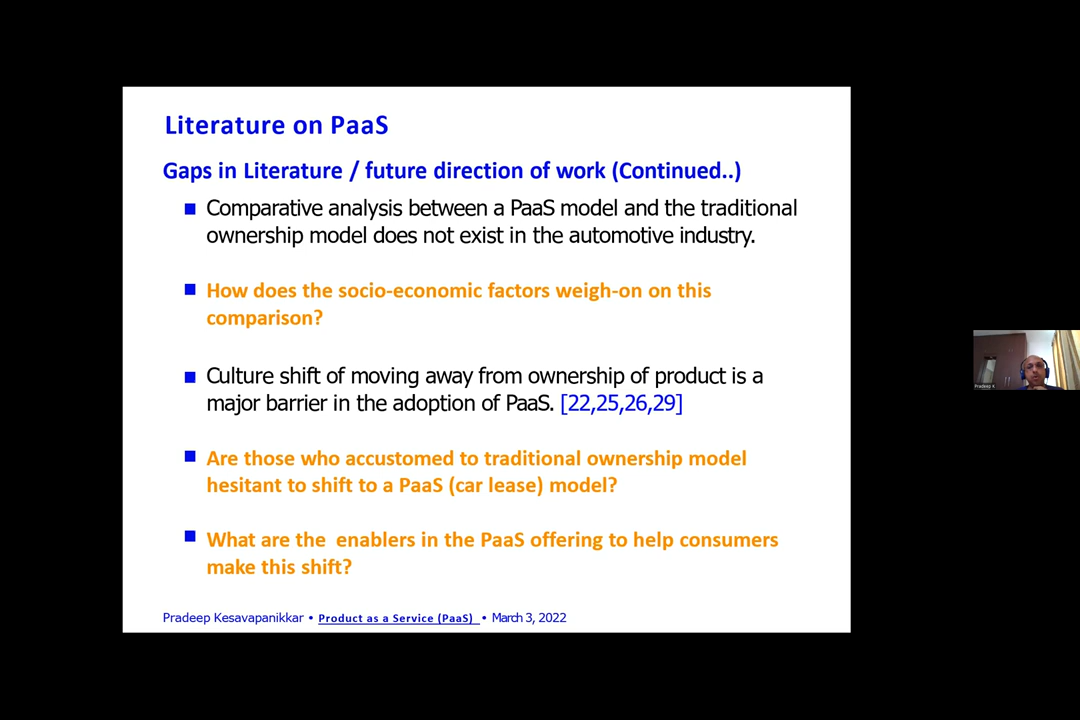 Literature on PaaS
Gaps in Literature / future direction of work (Continued..)
Comparative analysis between a PaaS model and the traditional
ownership model does not exist in the automotive industry.
How does the socio-economic factors weigh-on on this
comparison?
Culture shift of moving away from ownership of product is a
major barrier in the adoption of PaaS. [22,25,26,29]
Are those who accustomed to traditional ownership model
hesitant to shift to a PaaS (car lease) model?
What are the enablers in the PaaS offering to help consumers
make this shift?
Pradeep Kesavapanikkar • Product as a Service (PaaS) • March 3, 2022
Pradeep K